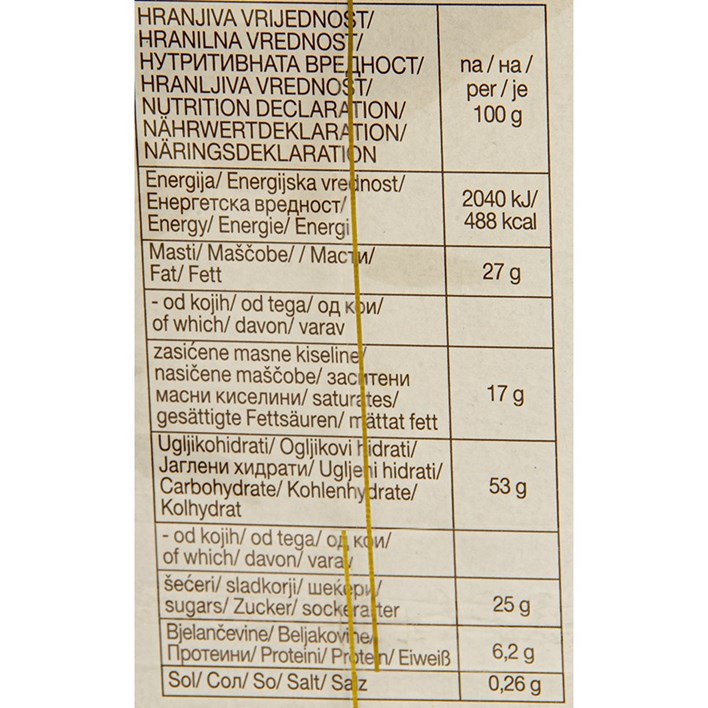 HRANJIVA VRIJEDNOST/
HRANILNA VREDNOST/
НУТРИТИВНАТА ВРЕДНОСТ/
HRANLJIVA VREDNOST/
NUTRITION DECLARATION/
NÄHRWERTDEKLARATION/
NÄRINGSDEKLARATION
na / на /
per / je
100 g
Energija/ Energijska vrednost/
Енергетска вредност/
Energy/ Energie/ Energi
2040 kJ/
488 kcal
Masti/ Maščobe/ / Масти/
Fat/ Fett
27 g
- od kojih/ od tega/ од кои/
of which/ davon/ varav
zasićene masne kiseline/
nasičene maščobe/ заситени
масни киселини/ saturates/
gesättigte Fettsäuren/ mättat fett
17 g
Ugljikohidrati/ Ogljikovi hidrati/
Јаглени хидрати/ Ugljeni hidrati/
Carbohydrate/ Kohlenhydrate/
Kolhydrat
53 g
- od kojih/ od tega/ од кои/
of which/ davon/ varav
šećeri/ sladkorji/ шеќери/
sugars/ Zucker/ sockerarter
25 g
Bjelančevine/ Beljakovine/
Протеини/ Proteini/ Protein/ Eiweiß
6,2 g
Sol/ Сол/ So/ Salt/ Salz
0,26 g